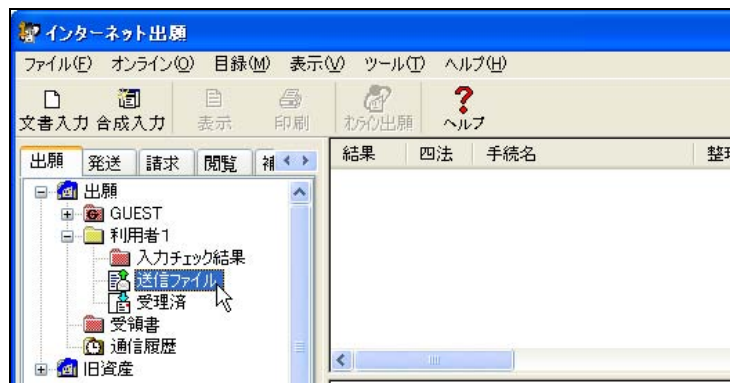 インターネット出願
ファイル(F) オンライン(O) 目録(M) 表示(V) ツール(T) ヘルプ(H)
文書入力 合成入力 表示 印刷 オンライン出願 ヘルプ
出願 発送 請求 閲覧 補
結果 四法 手続名 整理
出願
GUEST
利用者1
入力チェック結果
送信ファイル
受理済
受領書
通信履歴
旧資産